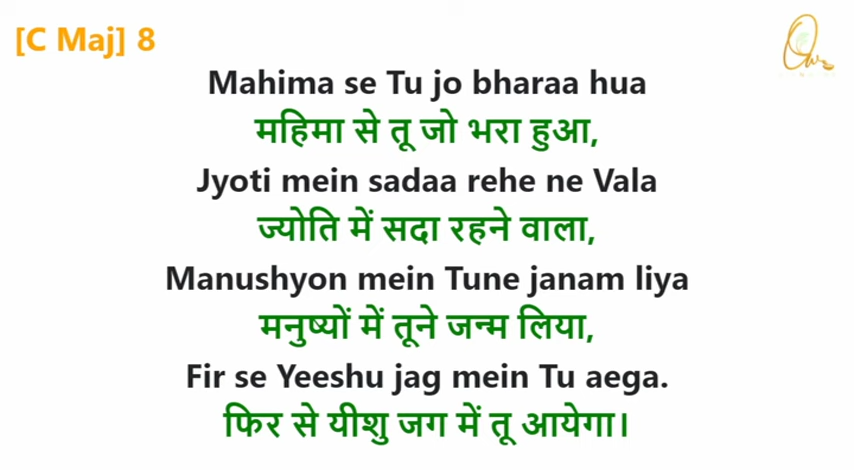 [C Maj] 8
Mahima se Tu jo bharaa hua
महिमा से तू जो भरा हुआ,
Jyoti mein sadaa rehe ne Vala
ज्योति में सदा रहने वाला,
Manushyon mein Tune janam liya
मनुष्यों में तूने जन्म लिया,
Fir se Yeeshu jag mein Tu aega.
फिर से यीशु जग में तू आयेगा।